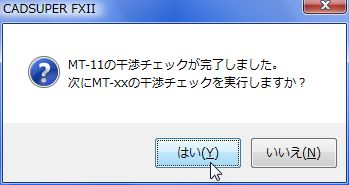 CADSUPER FXII
MT-11の干渉チェックが完了しました。
次にMT-xxの干渉チェックを実行しますか？
はい(Y)
いいえ(N)